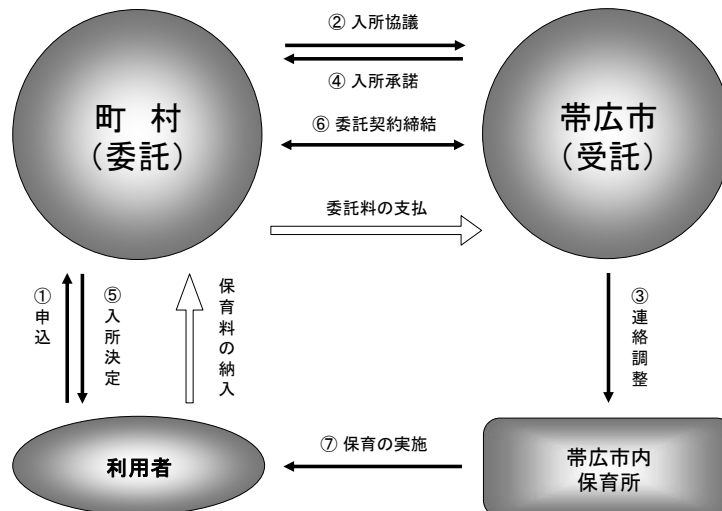 ② 入所協議
④ 入所承諾
町 村
（委託）
帯広市
（受託）
⑥ 委託契約締結
委託料の支払
①申込
⑤入所決定
保育料の納入
③連絡調整
利用者
⑦ 保育の実施
帯広市内
保育所